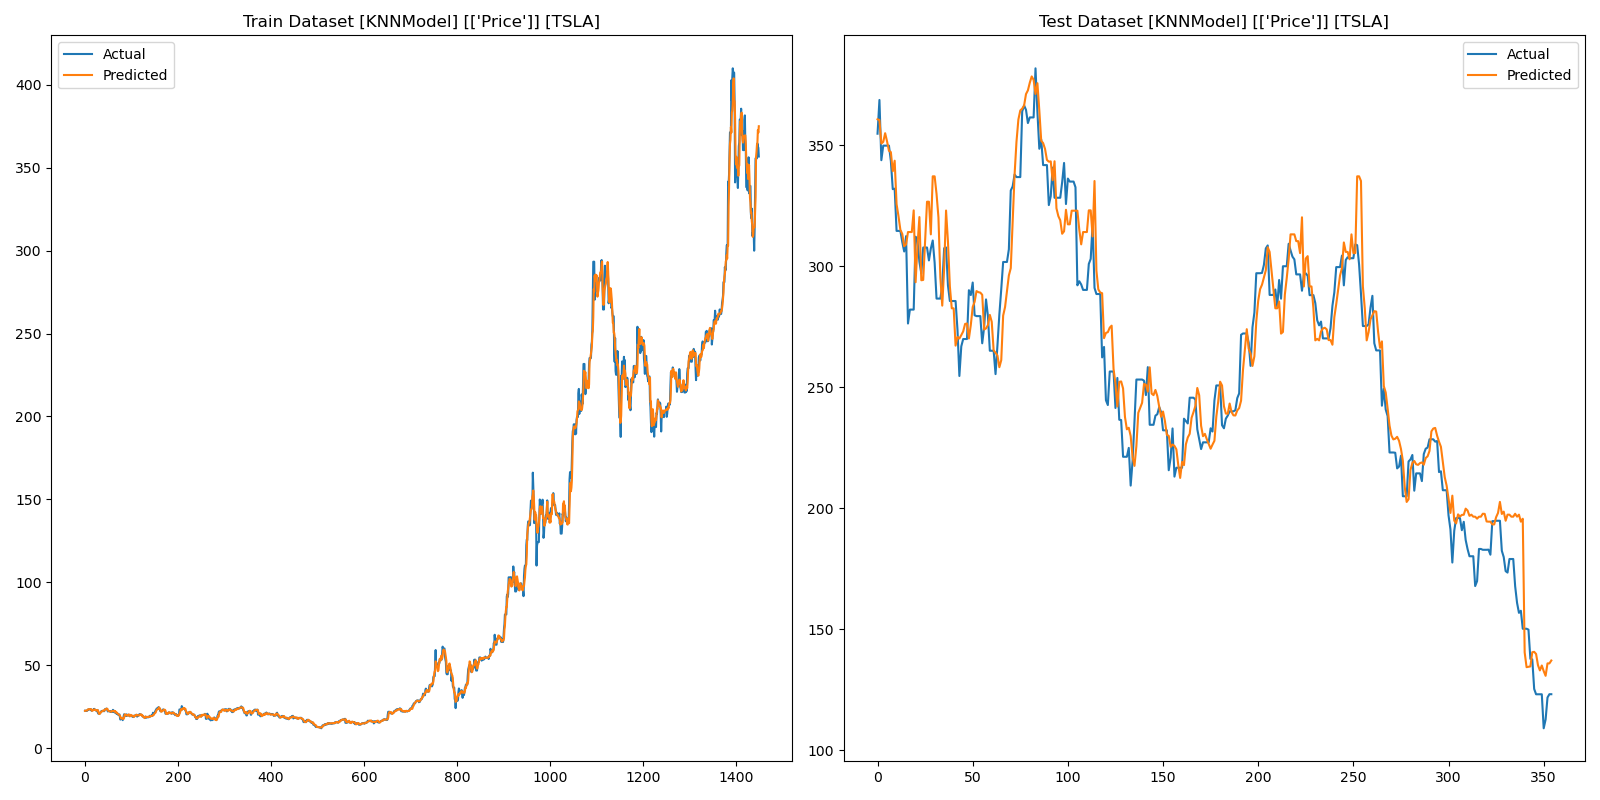 Train Dataset [KNNModel] [['Price']] [TSLA]
Actual
Predicted
400
350
300
250
200
150
100
50
0
0 200 400 600 800 1000 1200 1400
Test Dataset [KNNModel] [['Price']] [TSLA]
Actual
Predicted
350
300
250
200
150
100
0 50 100 150 200 250 300 350